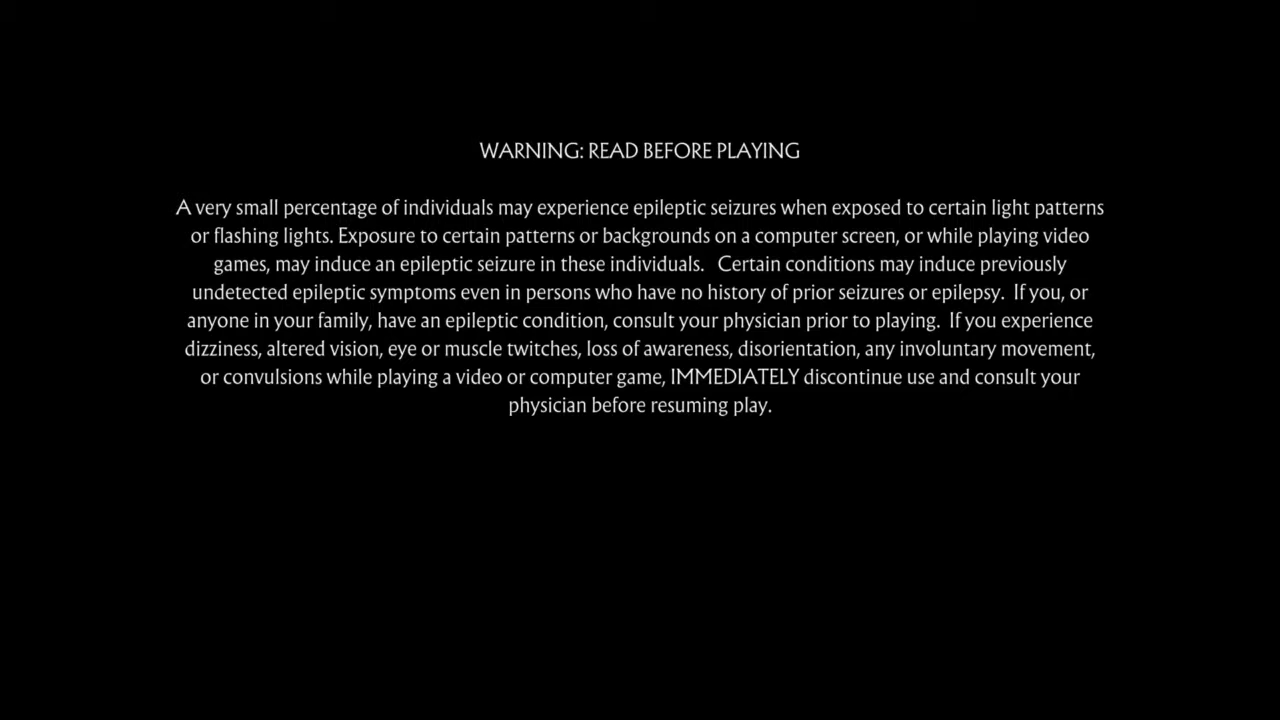 WARNING: READ BEFORE PLAYING
A very small percentage of individuals may experience epileptic seizures when exposed to certain light patterns
or flashing lights. Exposure to certain patterns or backgrounds on a computer screen, or while playing video
games, may induce an epileptic seizure in these individuals.   Certain conditions may induce previously
undetected epileptic symptoms even in persons who have no history of prior seizures or epilepsy.  If you, or
anyone in your family, have an epileptic condition, consult your physician prior to playing.  If you experience
dizziness, altered vision, eye or muscle twitches, loss of awareness, disorientation, any involuntary movement,
or convulsions while playing a video or computer game, IMMEDIATELY discontinue use and consult your
physician before resuming play.